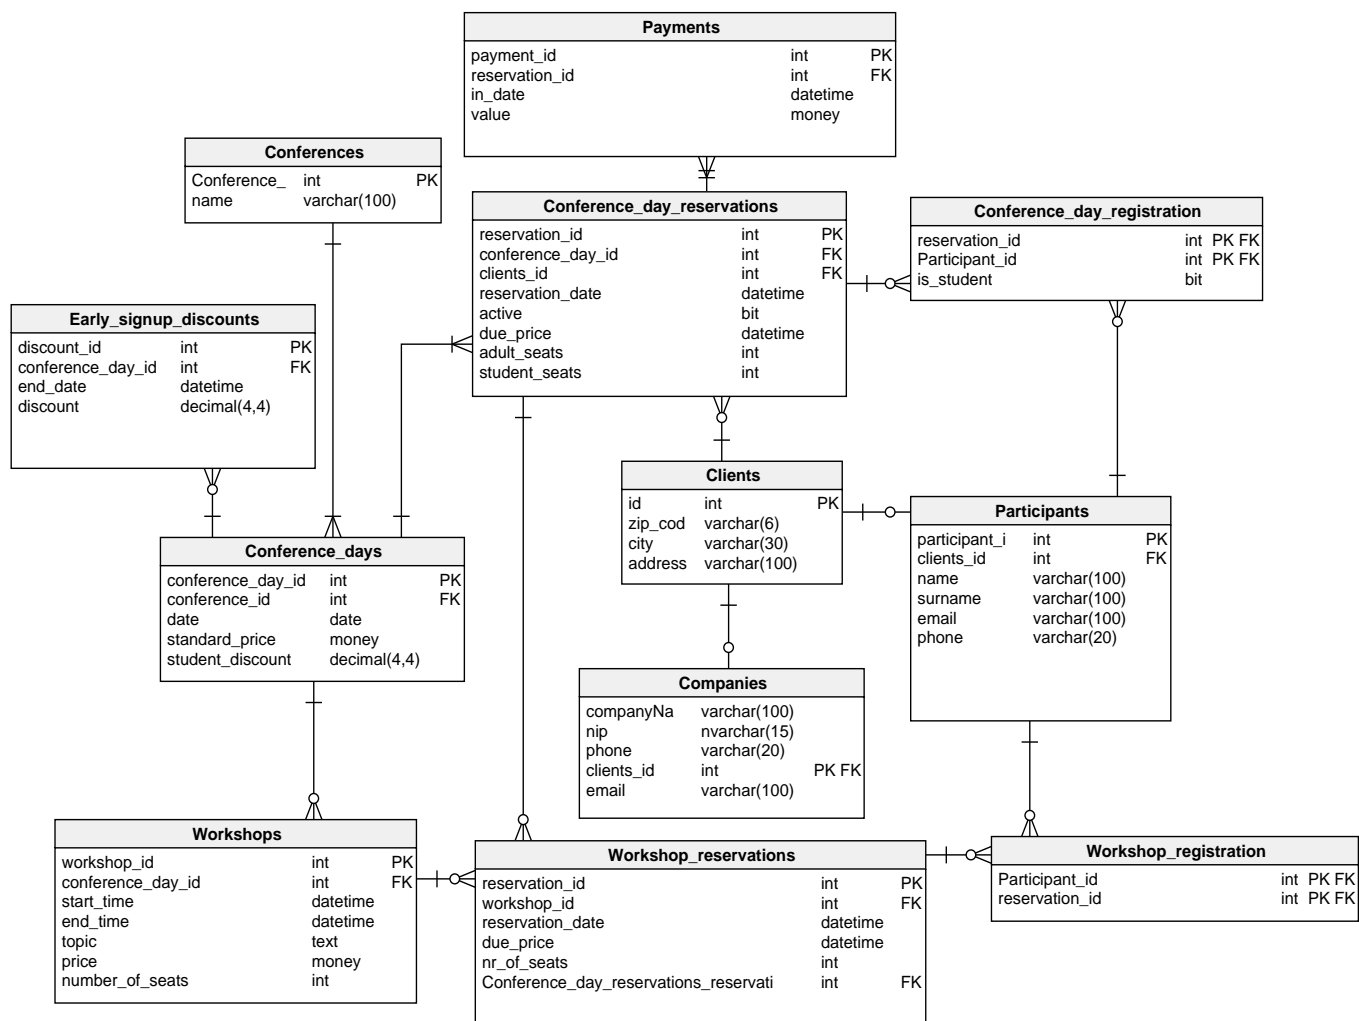 Payments
payment_id int PK
reservation_id int FK
in_date datetime
value money
Conferences
Conference_ int PK
name varchar(100)
Conference_day_reservations
reservation_id int PK
conference_day_id int FK
clients_id int FK
reservation_date datetime
active bit
due_price datetime
adult_seats int
student_seats int
Conference_day_registration
reservation_id int PK FK
Participant_id int PK FK
is_student bit
Early_signup_discounts
discount_id int PK
conference_day_id int FK
end_date datetime
discount decimal(4,4)
Clients
id int PK
zip_cod varchar(6)
city varchar(30)
address varchar(100)
Participants
participant_i int PK
clients_id int FK
name varchar(100)
surname varchar(100)
email varchar(100)
phone varchar(20)
Conference_days
conference_day_id int PK
conference_id int FK
date date
standard_price money
student_discount decimal(4,4)
Companies
companyNa varchar(100)
nip nvarchar(15)
phone varchar(20)
clients_id int PK FK
email varchar(100)
Workshops
workshop_id int PK
conference_day_id int FK
start_time datetime
end_time datetime
topic text
price money
number_of_seats int
Workshop_reservations
reservation_id int PK
workshop_id int FK
reservation_date datetime
due_price datetime
nr_of_seats int
Conference_day_reservations_reservati int FK
Workshop_registration
Participant_id int PK FK
reservation_id int PK FK